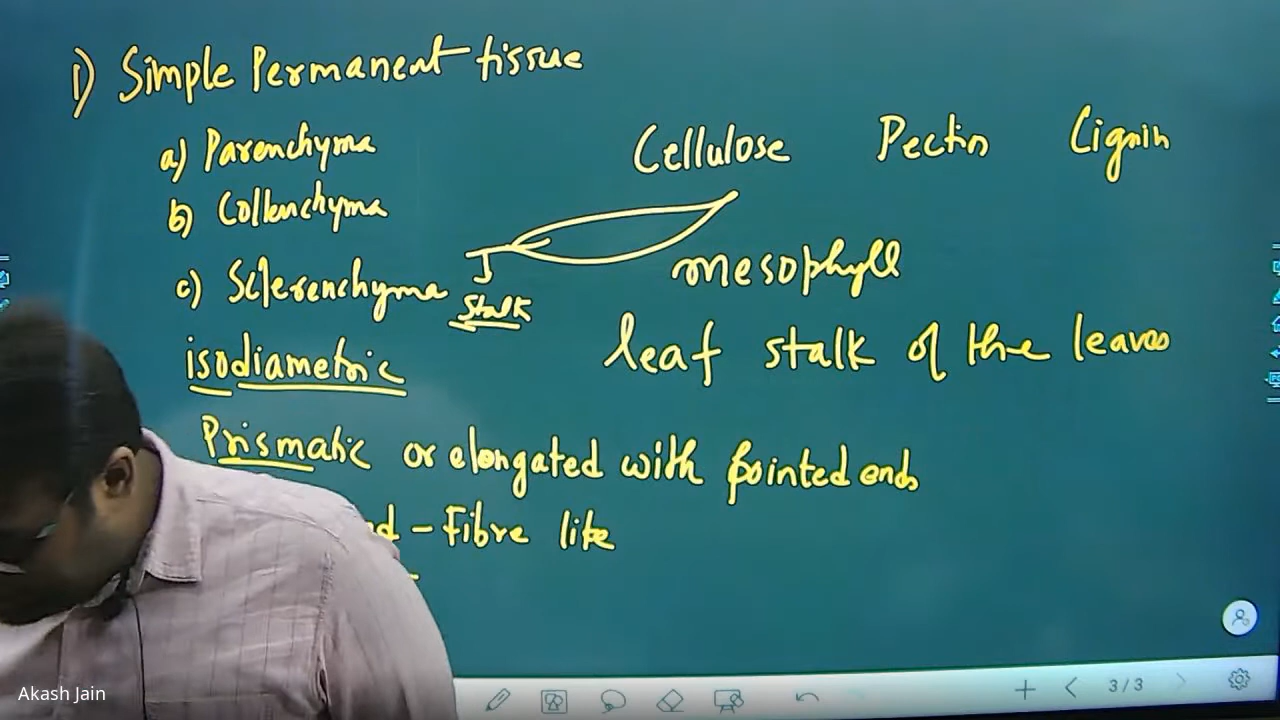 1) Simple Permanent tissue
a) Parenchyma
Cellulose Pectin Lignin
b) Collenchyma
c) Sclerenchyma
Stalk
mesophyll
isodiametric
leaf stalk of the leaves
Prismatic or elongated with pointed ends
- Fibre like
Akash Jain
3/3